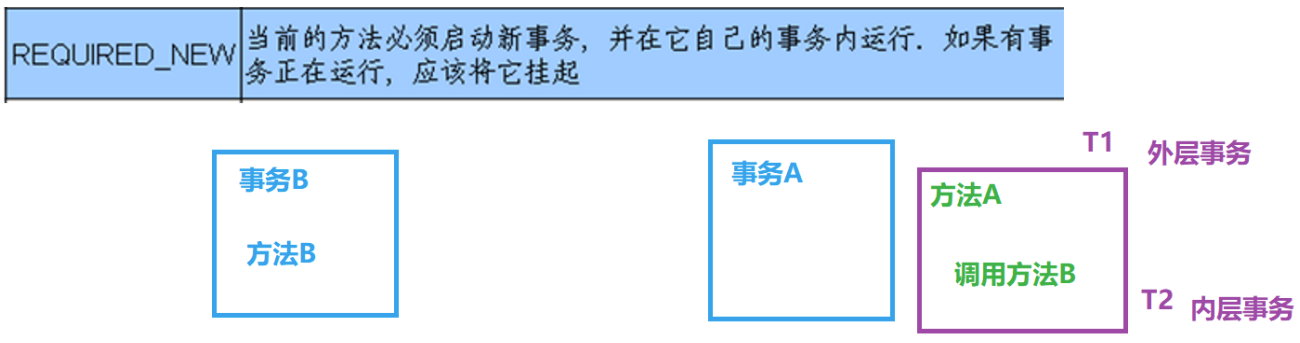 REQUIRED_NEW
当前的方法必须启动新事务,并在它自己的事务内运行.如果有事
务正在运行,应该将它挂起
事务B
方法B
事务A
T1 外层事务
方法A
调用方法B
T2 内层事务